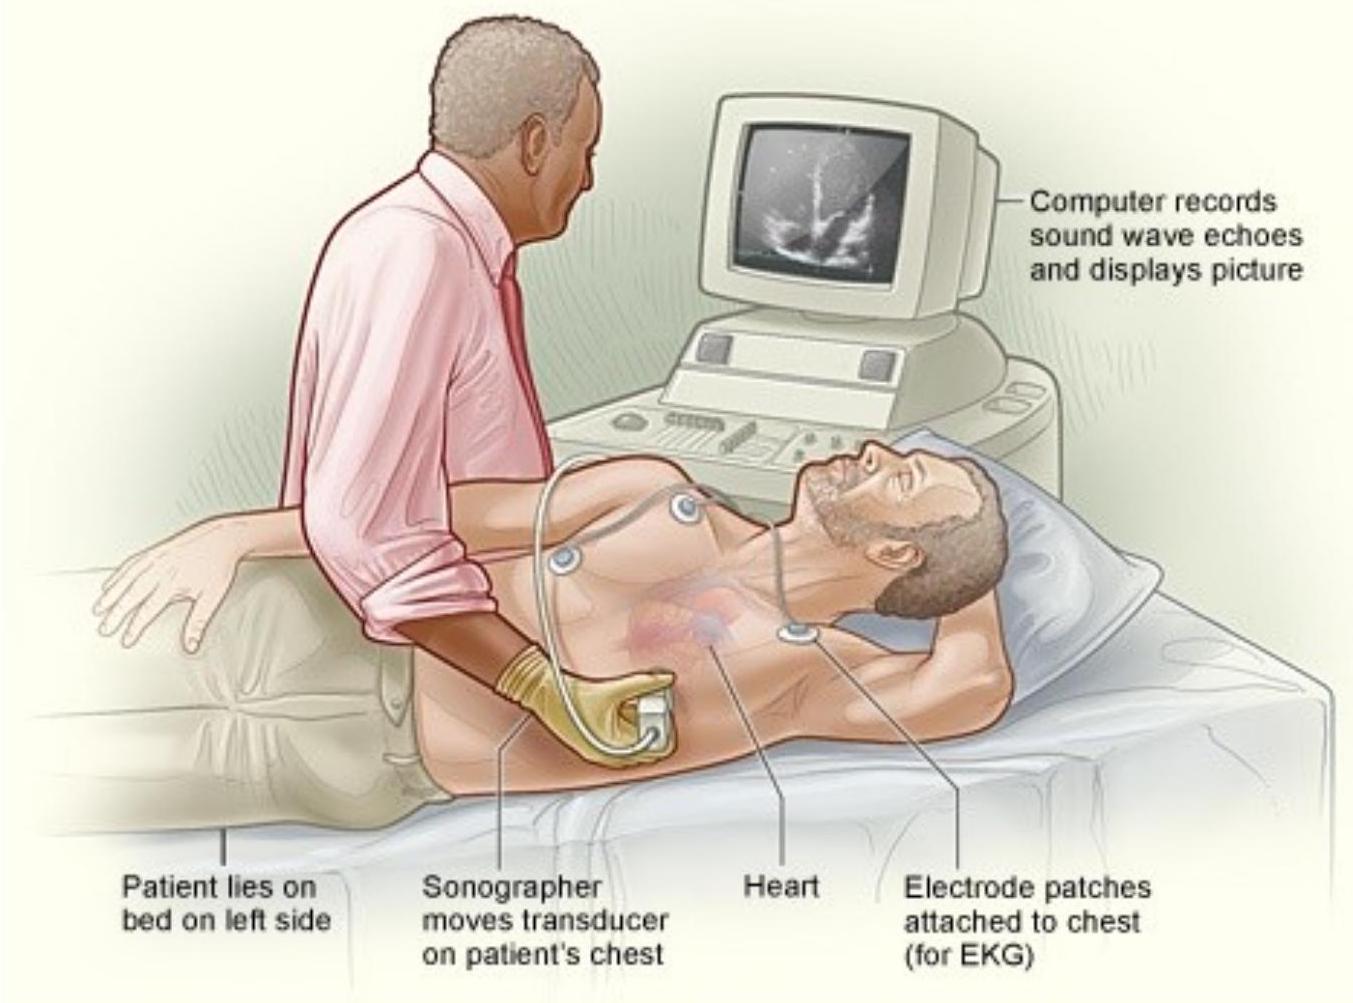 Computer records
sound wave echoes
and displays picture
Patient lies on
bed on left side
Sonographer
moves transducer
on patient's chest
Heart
Electrode patches
attached to chest
(for EKG)